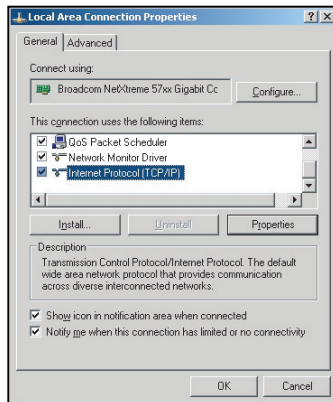 Local Area Connection Properties
General Advanced
Connect using:
Broadcom NetXtreme 57xx Gigabit Cc Configure...
This connection uses the following items:
QoS Packet Scheduler
Network Monitor Driver
Internet Protocol (TCP/IP)
Install... Uninstall Properties
Description
Transmission Control Protocol/Internet Protocol. The default
wide area network protocol that provides communication
across diverse interconnected networks.
Show icon in notification area when connected
Notify me when this connection has limited or no connectivity
OK Cancel